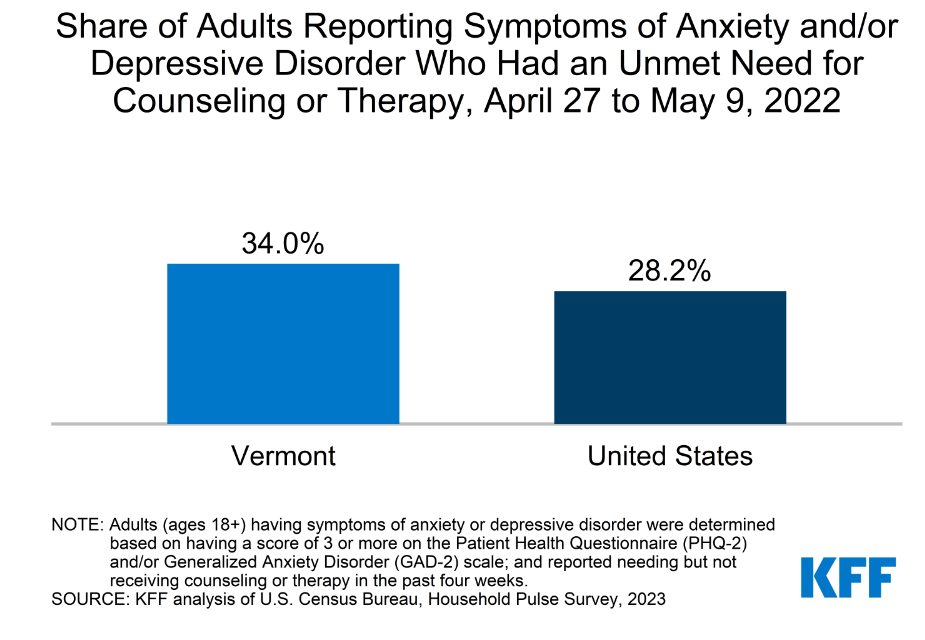 Share of Adults Reporting Symptoms of Anxiety and/or
Depressive Disorder Who Had an Unmet Need for
Counseling or Therapy, April 27 to May 9, 2022
34.0%
28.2%
Vermont
United States
NOTE: Adults (ages 18+) having symptoms of anxiety or depressive disorder were determined
based on having a score of 3 or more on the Patient Health Questionnaire (PHQ-2)
and/or Generalized Anxiety Disorder (GAD-2) scale; and reported needing but not
receiving counseling or therapy in the past four weeks.
SOURCE: KFF analysis of U.S. Census Bureau, Household Pulse Survey, 2023
KFF